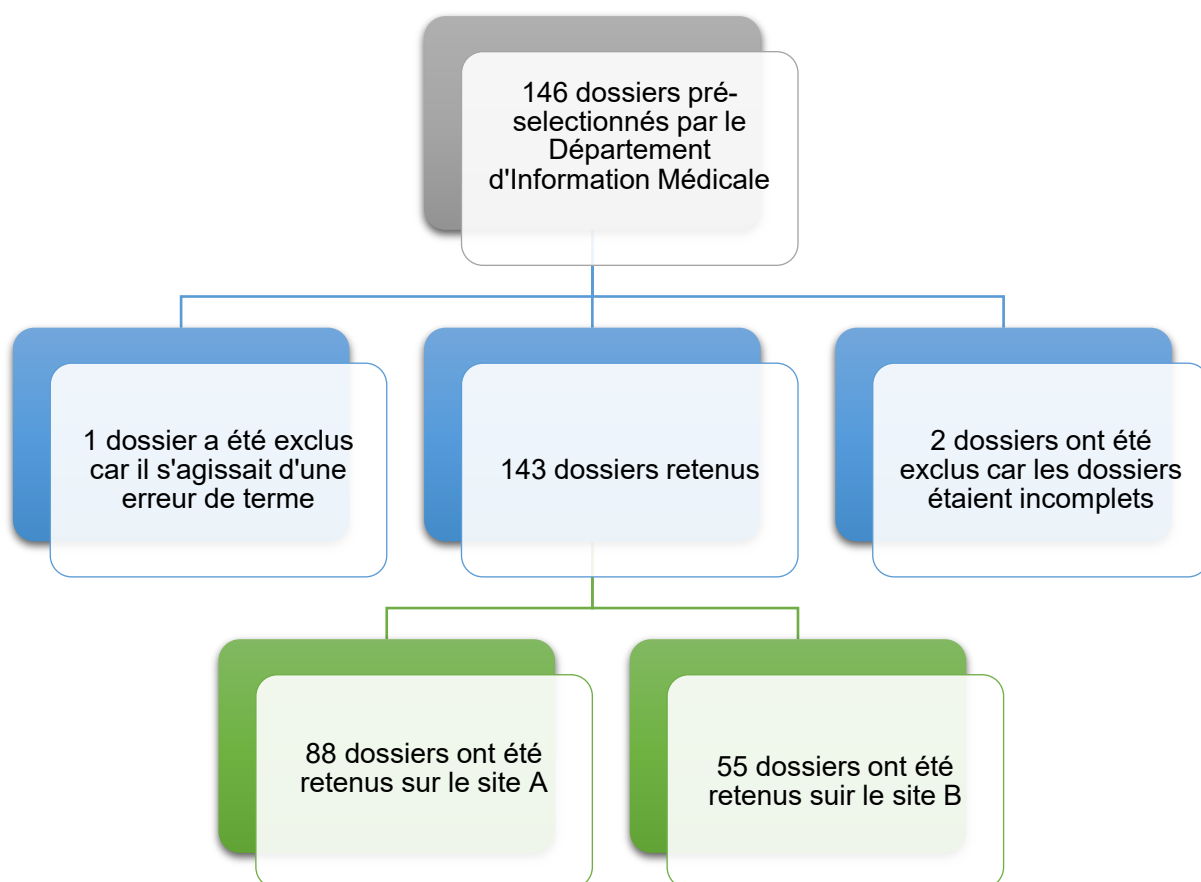 146 dossiers pré-
selectionnés par le
Département
d'Information Médicale
1 dossier a été exclus
car il s'agissait d'une
erreur de terme
143 dossiers retenus
2 dossiers ont été
exclus car les dossiers
étaient incomplets
88 dossiers ont été
retenus sur le site A
55 dossiers ont été
retenus suir le site B